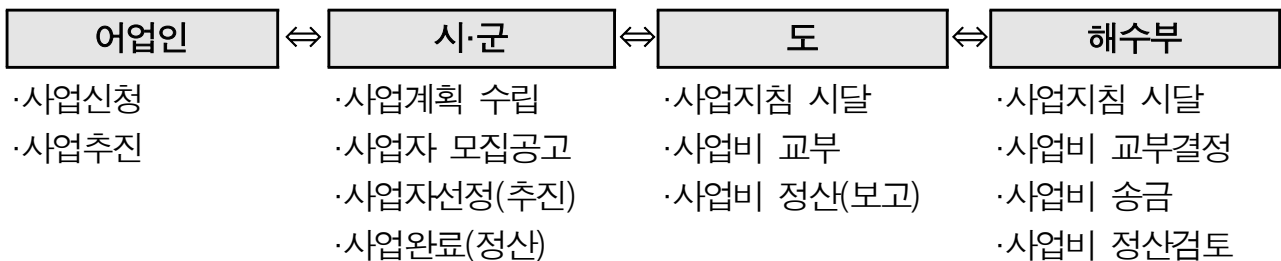 어업인 ⇔ 시·군 ⇔ 도 ⇔ 해수부
·사업신청 ·사업계획 수립 ·사업지침 시달 ·사업지침 시달
·사업추진 ·사업자 모집공고 ·사업비 교부 ·사업비 교부결정
·사업자선정(추진) ·사업비 정산(보고) ·사업비 송금
·사업완료(정산) ·사업비 정산검토